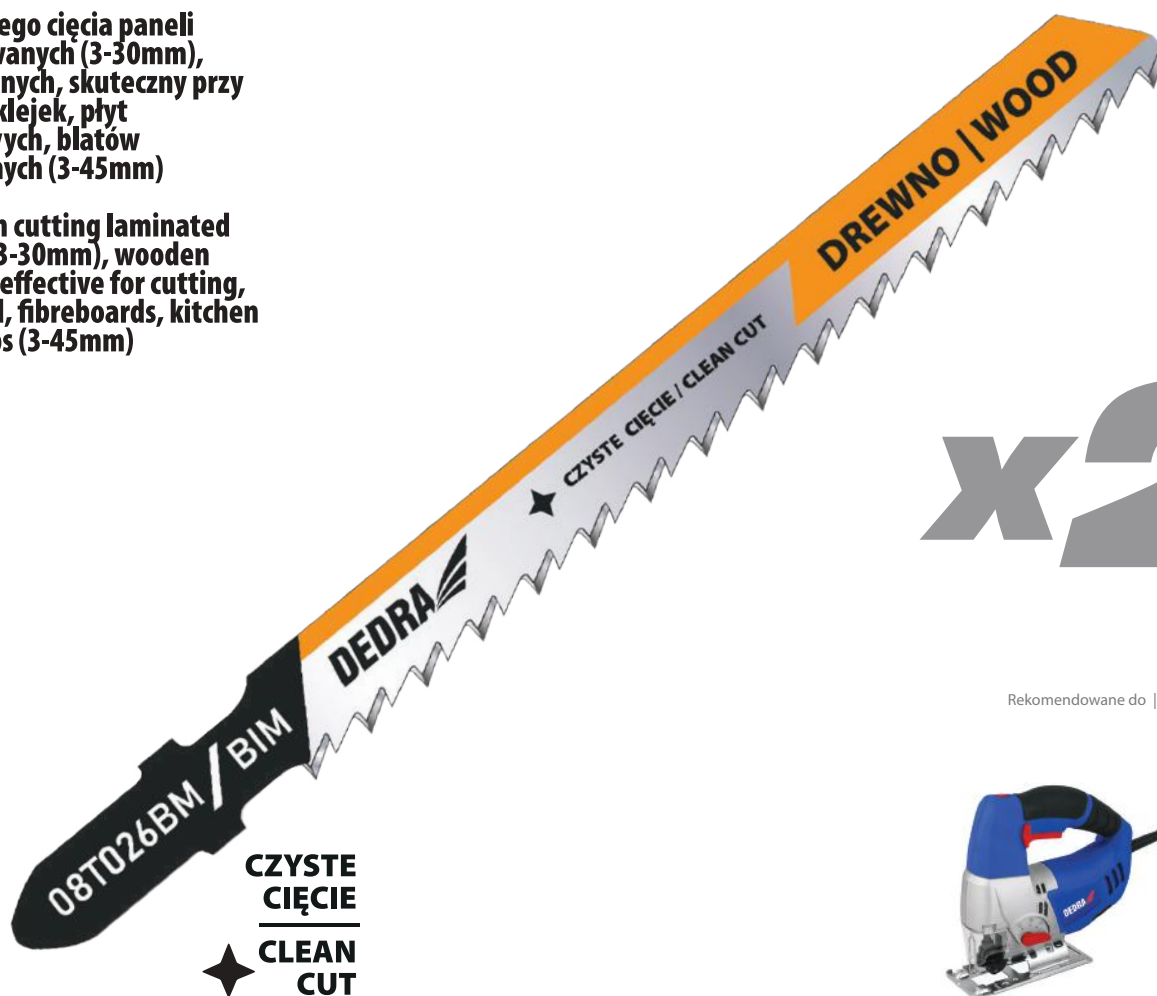 ego cięcia paneli
wanych (3-30mm),
nych, skuteczny przy
klejek, płyt
ych, blatów
nych (3-45mm)
n cutting laminated
3-30mm), wooden
effective for cutting,
l, fibreboards, kitchen
os (3-45mm)
DREWNO | WOOD
CZYSTE CIĘCIE / CLEAN CUT
DEDRA
08T026BM / BIM
x2
Rekomendowane do |
DEDRA
CZYSTE
CIĘCIE
CLEAN
CUT